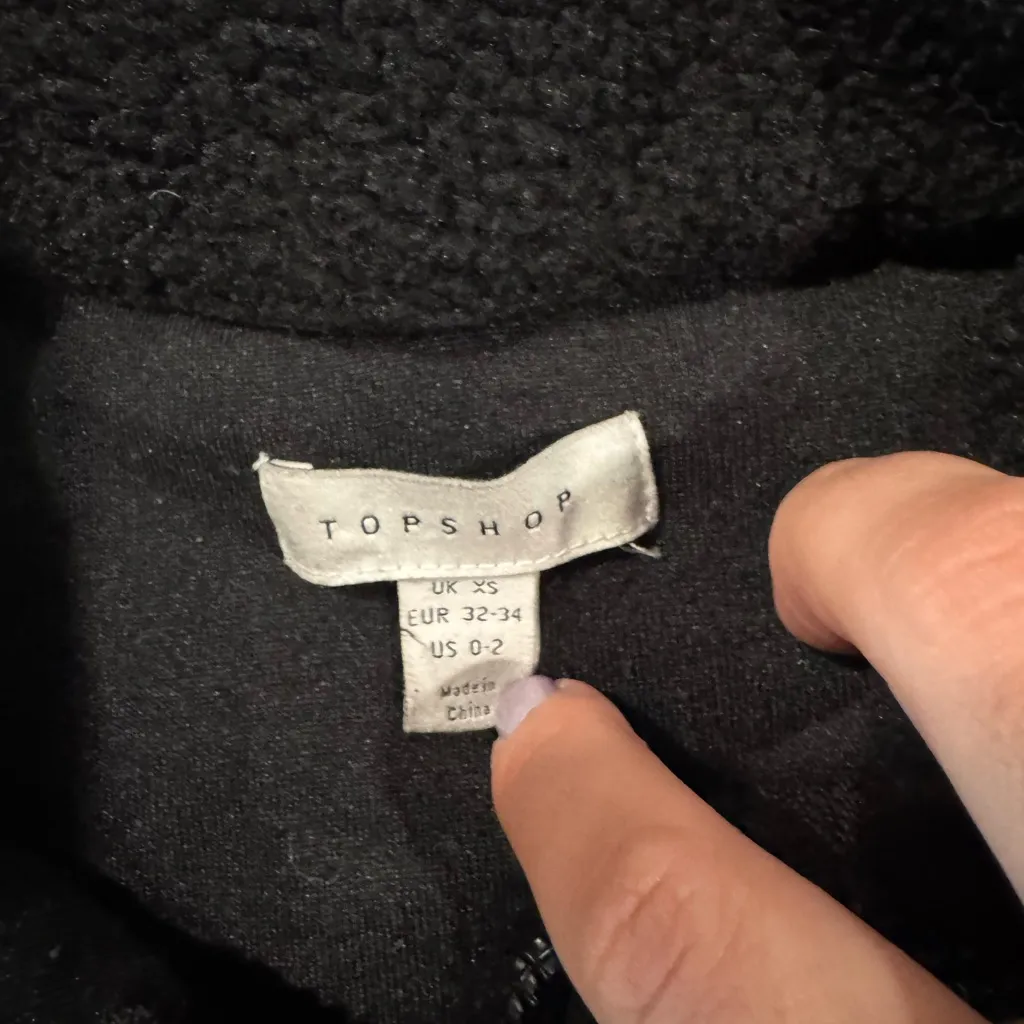 TOPSHOP
UK XS
EUR 32-34
US 0-2
Made in
China